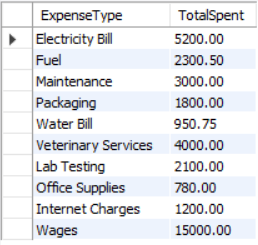 ExpenseType TotalSpent
Electricity Bill 5200.00
Fuel 2300.50
Maintenance 3000.00
Packaging 1800.00
Water Bill 950.75
Veterinary Services 4000.00
Lab Testing 2100.00
Office Supplies 780.00
Internet Charges 1200.00
Wages 15000.00